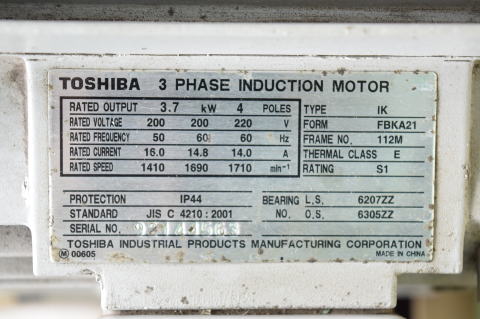 TOSHIBA 3 PHASE INDUCTION MOTOR
RATED OUTPUT 3.7 kW 4 POLES
RATED VOLTAGE 200 200 220 V
RATED FREQUENCY 50 60 60 Hz
RATED CURRENT 16.0 14.8 14.0 A
RATED SPEED 1410 1690 1710 min⁻¹
TYPE IK
FORM FBKA21
FRAME NO. 112M
THERMAL CLASS E
RATING S1
PROTECTION IP44
STANDARD JIS C 4210:2001
SERIAL NO.
BEARING L.S. 6207ZZ
NO. O.S. 6305ZZ
TOSHIBA INDUSTRIAL PRODUCTS MANUFACTURING CORPORATION
Ⓜ 00605 MADE IN CHINA